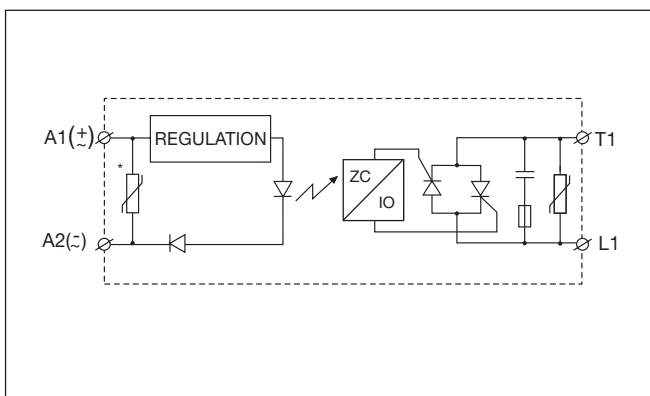 A1(+~)
REGULATION
T1
*
ZC
IO
A2(-~)
L1